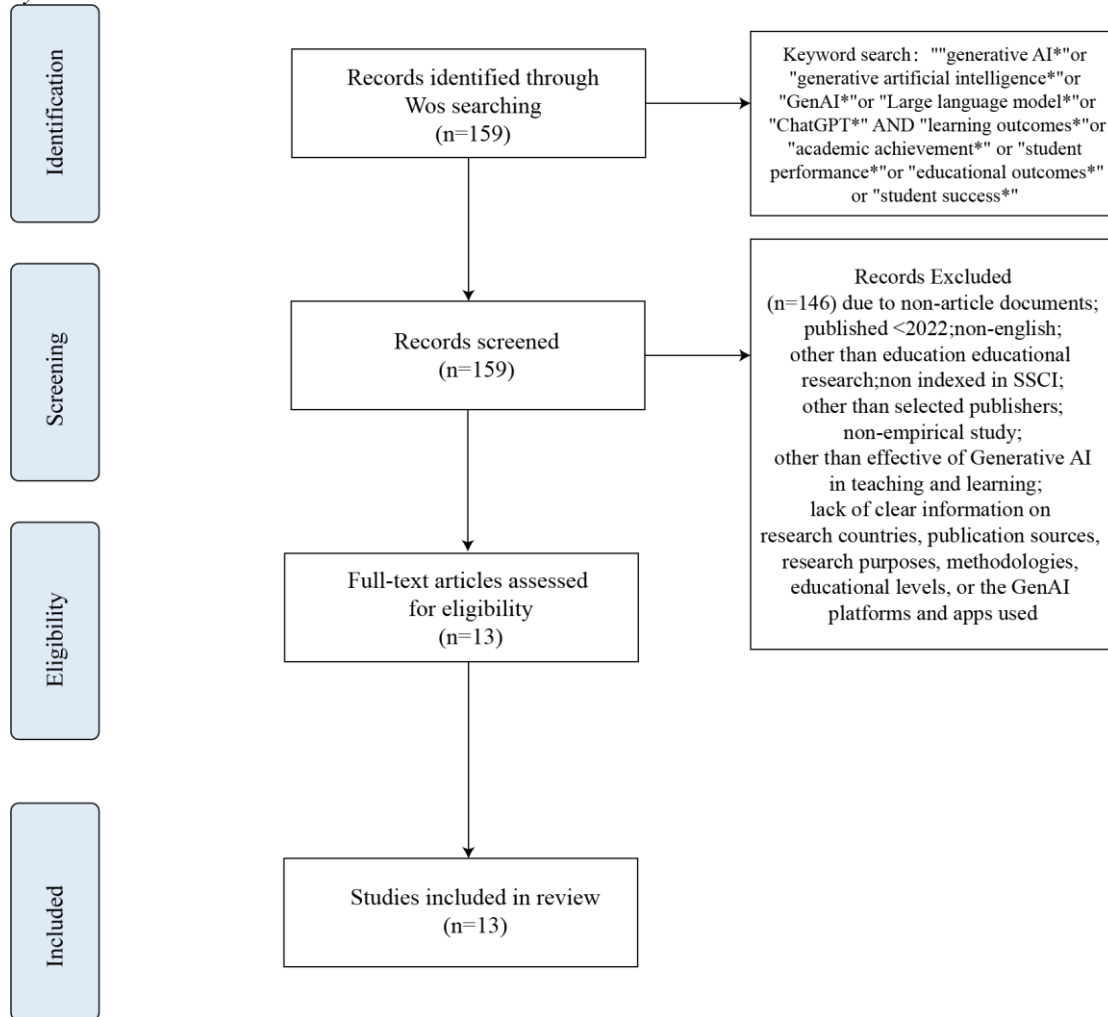 Identification
Records identified through
Wos searching
(n=159)
Keyword search: ""generative AI*"or
"generative artificial intelligence*"or
"GenAI*"or "Large language model*"or
"ChatGPT*" AND "learning outcomes*"or
"academic achievement*" or "student
performance*"or "educational outcomes*"
or "student success*"
Screening
Records screened
(n=159)
Records Excluded
(n=146) due to non-article documents;
published <2022;non-english;
other than education educational
research;non indexed in SSCI;
other than selected publishers;
non-empirical study;
other than effective of Generative AI
in teaching and learning;
lack of clear information on
research countries, publication sources,
research purposes, methodologies,
educational levels, or the GenAI
platforms and apps used
Eligibility
Full-text articles assessed
for eligibility
(n=13)
Included
Studies included in review
(n=13)